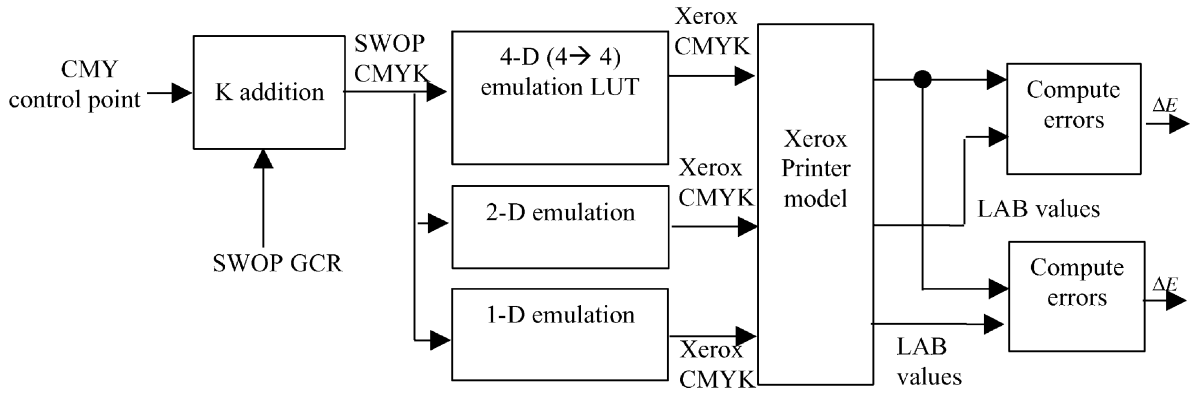 CMY
control point
K addition
SWOP GCR
SWOP
CMYK
4-D (4→ 4)
emulation LUT
2-D emulation
1-D emulation
Xerox
CMYK
Xerox
CMYK
Xerox
CMYK
Xerox
Printer
model
Compute
errors
ΔE
LAB values
Compute
errors
ΔE
LAB
values